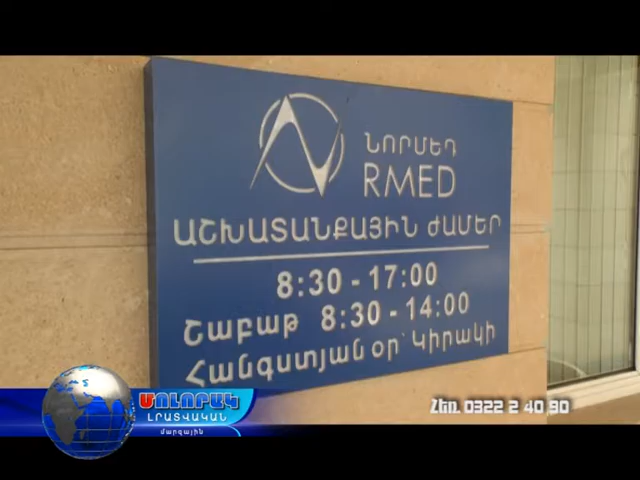 ՆՈՐՄԵԴ
RMED
ԱՇԽԱՏԱՆՔԱՅԻՆ ԺԱՄԵՐ
8:30 - 17:00
Շաբաթ 8:30 - 14:00
Հանգստյան օր՝ Կիրակի
ՄՈԼՈՐԱԿ
ԼՐԱՏՎԱԿԱՆ
մարզային
Հեռ. 0322 2 40 90